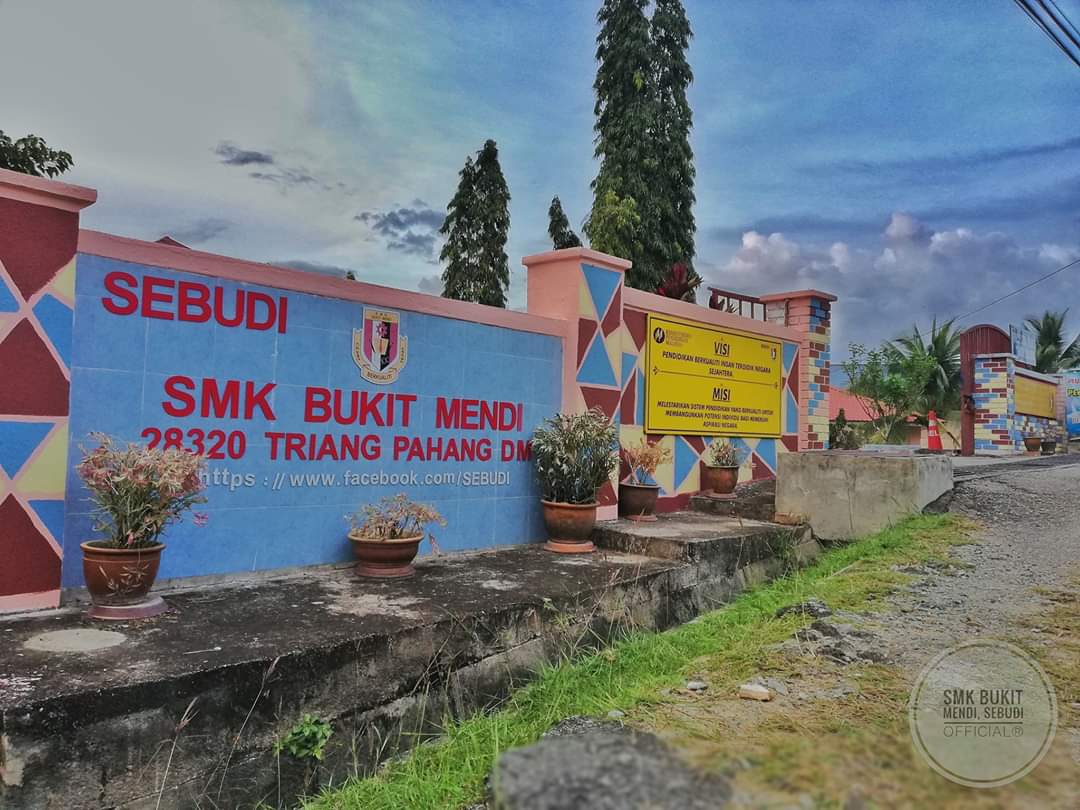 SEBUDI
SMK BUKIT MENDI
28320 TRIANG PAHANG DM
https : // www.facebook.com/SEBUDI
BERKUALITI
VISI
PENDIDIKAN BERKUALITI INSAN TERDIDIK NEGARA
SEJAHTERA.
MISI
MELESTARIKAN SISTEM PENDIDIKAN YANG BERKUALITI UNTUK
MEMBANGUNKAN POTENSI INDIVIDU BAGI MEMENUHI
ASPIRASI NEGARA.
SMK BUKIT
MENDI, SEBUDI
OFFICIAL®